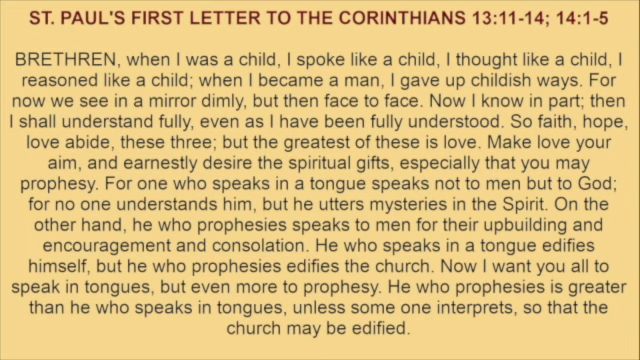 ST. PAUL'S FIRST LETTER TO THE CORINTHIANS 13:11-14; 14:1-5
BRETHREN, when I was a child, I spoke like a child, I thought like a child, I
reasoned like a child; when I became a man, I gave up childish ways. For
now we see in a mirror dimly, but then face to face. Now I know in part; then
I shall understand fully, even as I have been fully understood. So faith, hope,
love abide, these three; but the greatest of these is love. Make love your
aim, and earnestly desire the spiritual gifts, especially that you may
prophesy. For one who speaks in a tongue speaks not to men but to God;
for no one understands him, but he utters mysteries in the Spirit. On the
other hand, he who prophesies speaks to men for their upbuilding and
encouragement and consolation. He who speaks in a tongue edifies
himself, but he who prophesies edifies the church. Now I want you all to
speak in tongues, but even more to prophesy. He who prophesies is greater
than he who speaks in tongues, unless some one interprets, so that the
church may be edified.